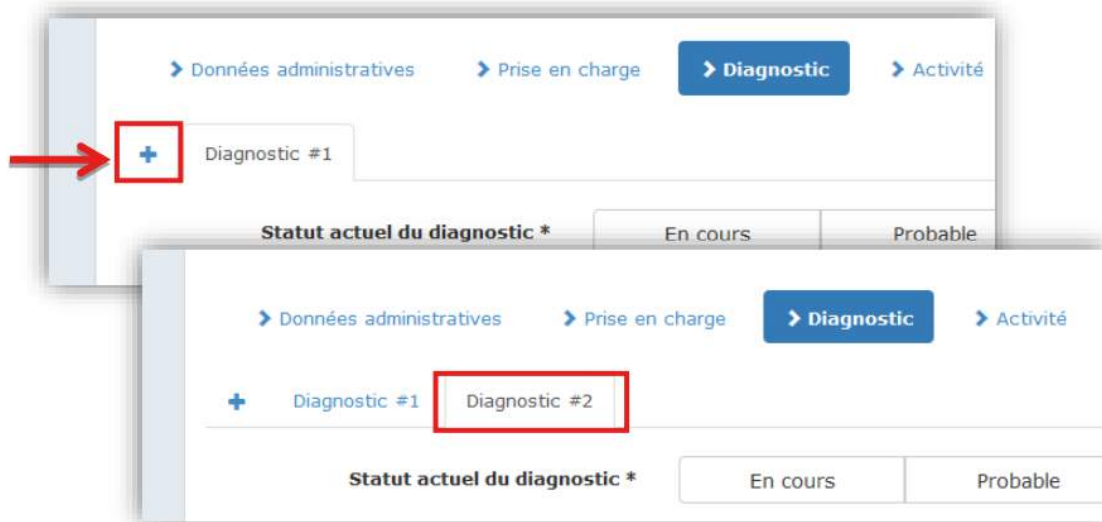 Données administratives Prise en charge Diagnostic Activité
+ Diagnostic #1
Statut actuel du diagnostic * En cours Probable
Données administratives Prise en charge Diagnostic Activité
+ Diagnostic #1 Diagnostic #2
Statut actuel du diagnostic * En cours Probable